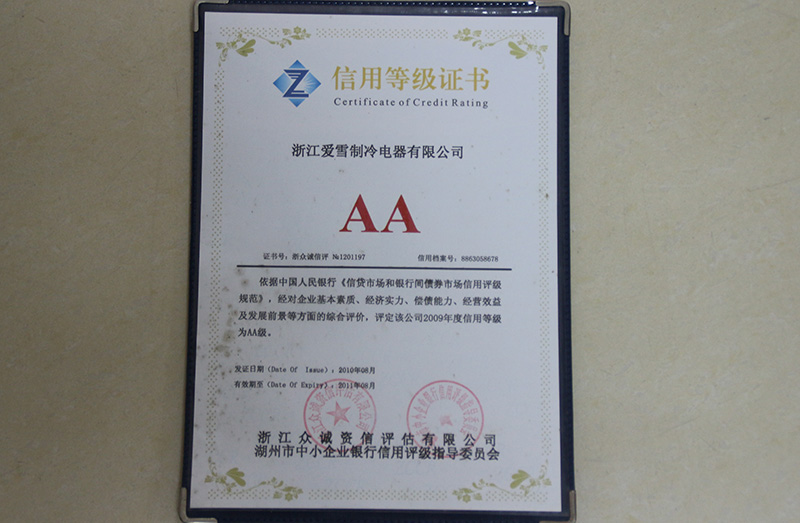 信用等级证书
Certificate of Credit Rating
浙江爱雪制冷电器有限公司
AA
证书号：浙众诚信评 №1201197 信用档案号：8863058678
依据中国人民银行《信贷市场和银行间债券市场信用评级
规范》，经对企业基本素质、经济实力、偿债能力、经营效益
及发展前景等方面的综合评价，评定该公司2009年度信用等级
为AA级。
发证日期（Date Of Issue）：2010年08月
有效期至（Date Of Expiry）：2011年08月
浙江众诚资信评估有限公司
湖州市中小企业银行信用评级指导委员会